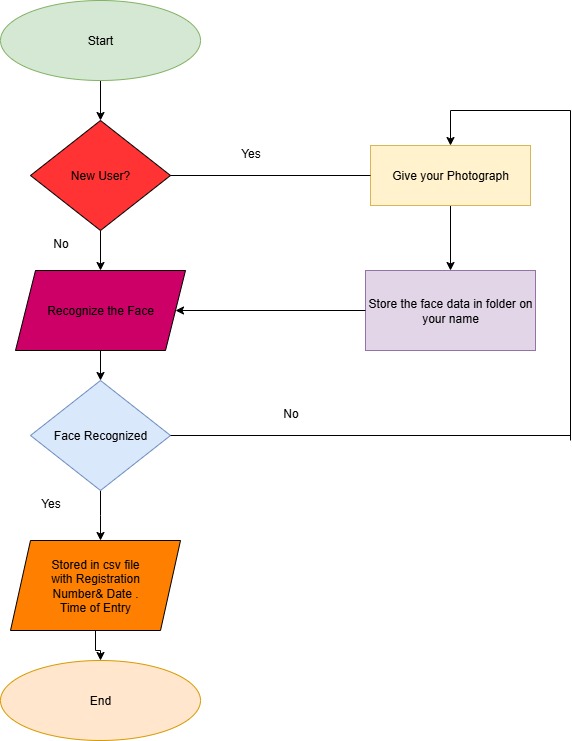 Start
Yes
New User?
Give your Photograph
No
Recognize the Face
Store the face data in folder on
your name
No
Face Recognized
Yes
Stored in csv file
with Registration
Number& Date .
Time of Entry
End